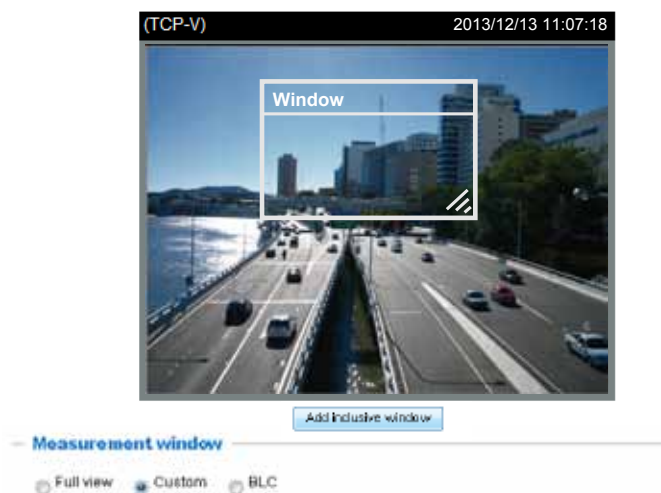 (TCP-V) 2013/12/13 11:07:18
Window
Add inclusive window
Measurement window
Full view Custom BLC